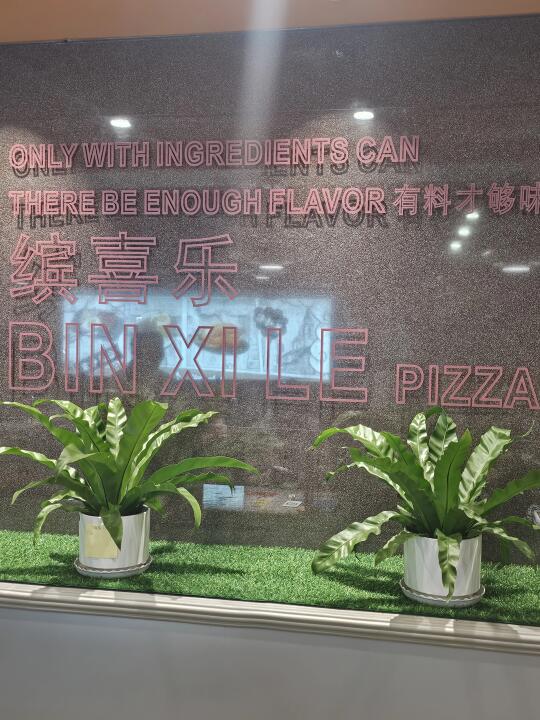 ONLY WITH INGREDIENTS CAN
THERE BE ENOUGH FLAVOR 有料才够味
缤喜乐
BIN XI LE PIZZA